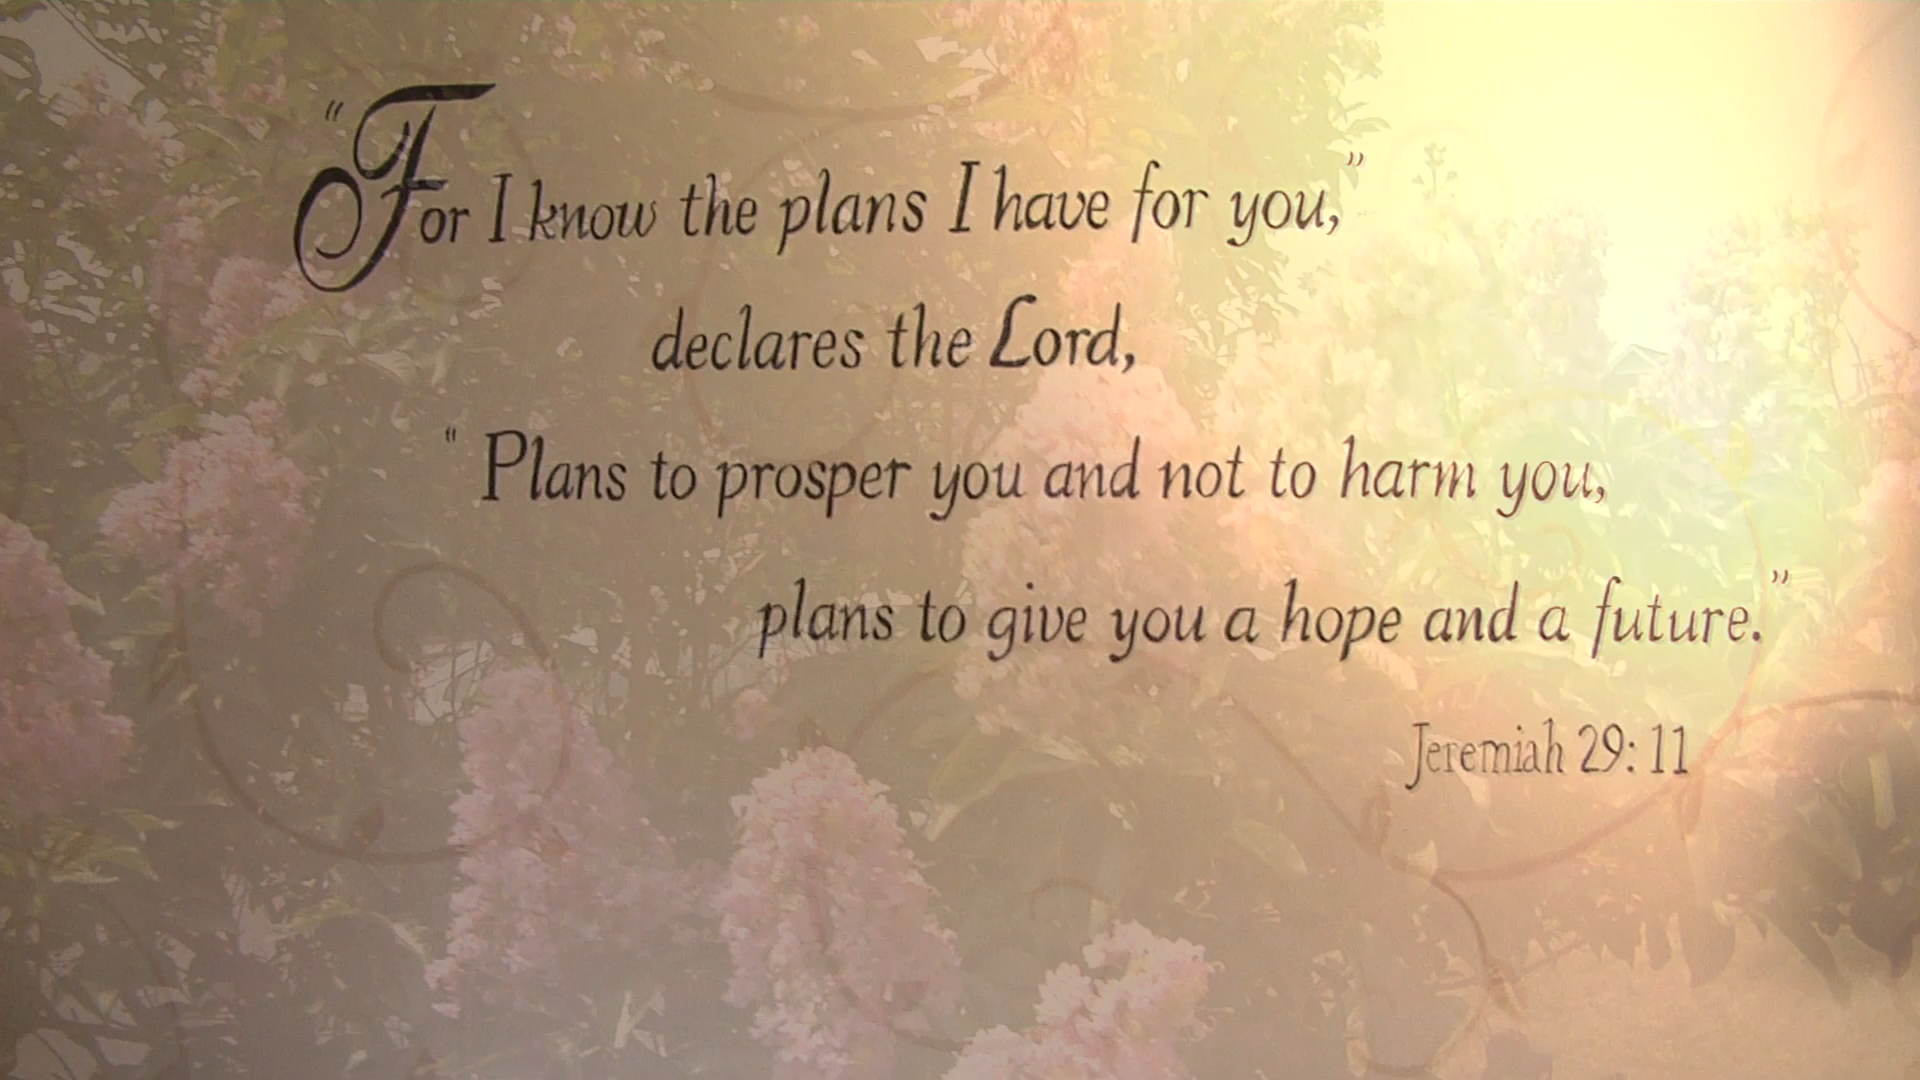 “For I know the plans I have for you,”
declares the Lord,
“Plans to prosper you and not to harm you,
plans to give you a hope and a future.”
Jeremiah 29:11